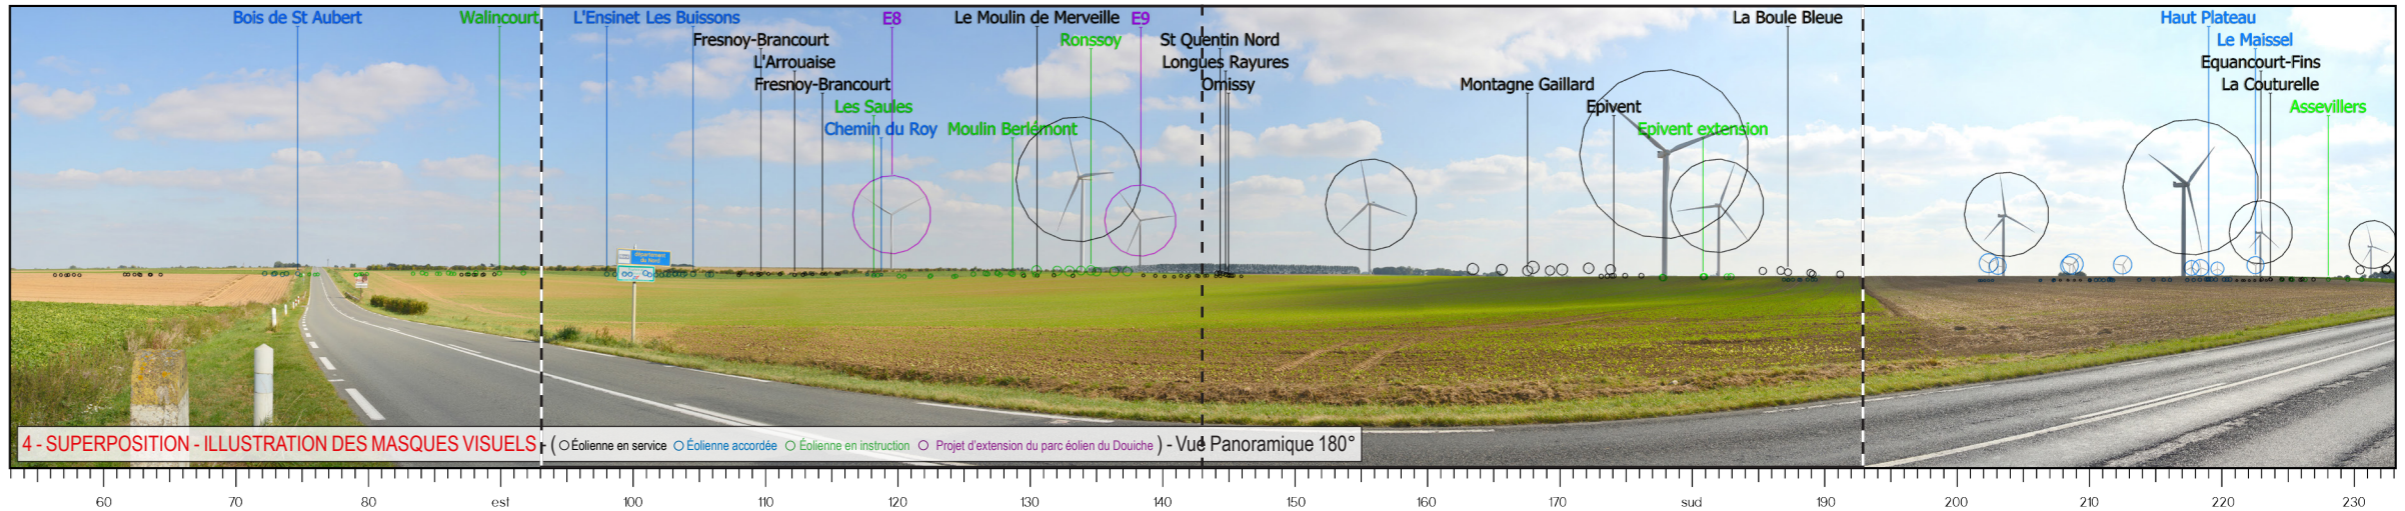 Bois de St Aubert
Walincourt
L'Ensinet Les Buissons
E8
Le Moulin de Merveille
E9
La Boule Bleue
Haut Plateau
Fresnoy-Brancourt
Ronssoy
St Quentin Nord
Le Maissel
L'Arrouaise
Longues Rayures
Equancourt-Fins
Fresnoy-Brancourt
Omissy
Montagne Gaillard
La Couturelle
Les Saules
Epivent
Assevillers
Chemin du Roy
Moulin Berlémont
Epivent extension
Département
du Nord
4 - SUPERPOSITION - ILLUSTRATION DES MASQUES VISUELS - ( Éolienne en service Éolienne accordée Éolienne en instruction Projet d'extension du parc éolien du Douiche ) - Vue Panoramique 180°
60 70 80 est 100 110 120 130 140 150 160 170 sud 190 200 210 220 230